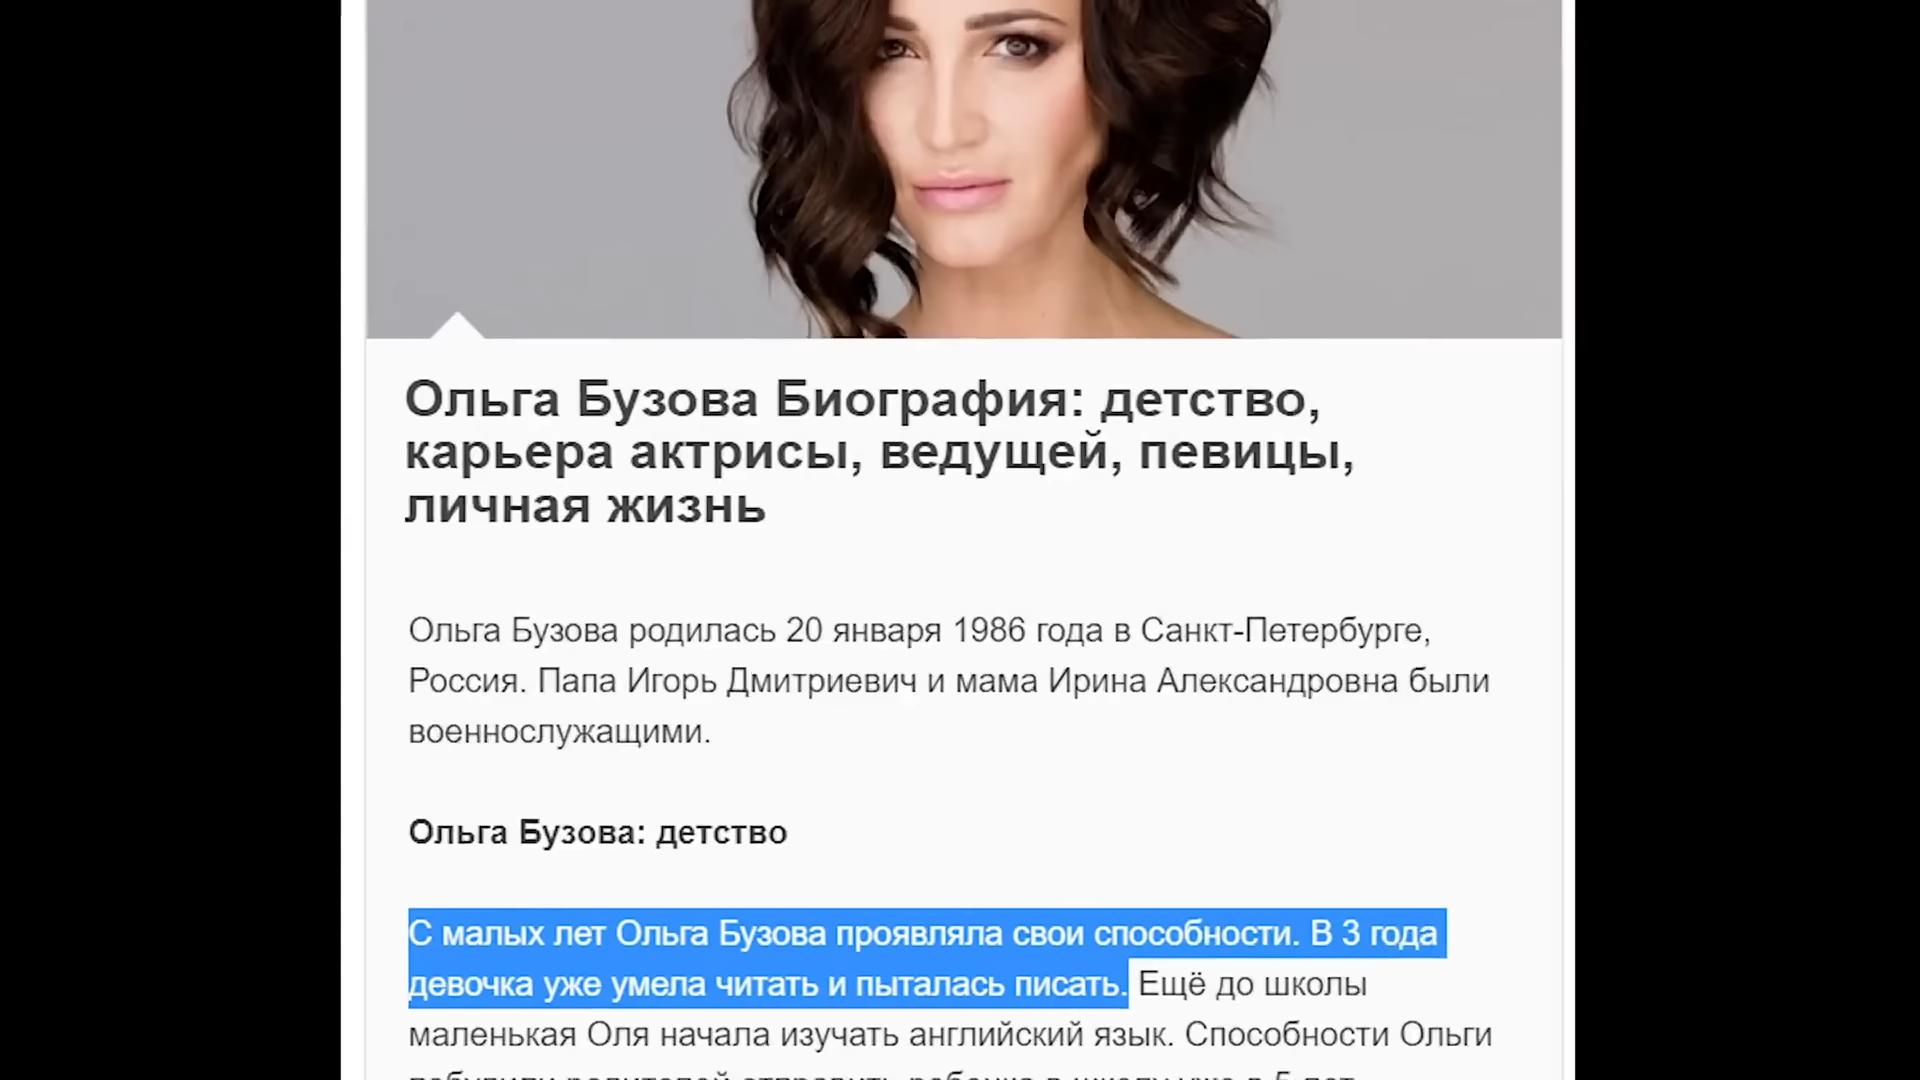 Ольга Бузова Биография: детство,
карьера актрисы, ведущей, певицы,
личная жизнь
Ольга Бузова родилась 20 января 1986 года в Санкт-Петербурге,
Россия. Папа Игорь Дмитриевич и мама Ирина Александровна были
военнослужащими.
Ольга Бузова: детство
С малых лет Ольга Бузова проявляла свои способности. В 3 года
девочка уже умела читать и пыталась писать. Ещё до школы
маленькая Оля начала изучать английский язык. Способности Ольги